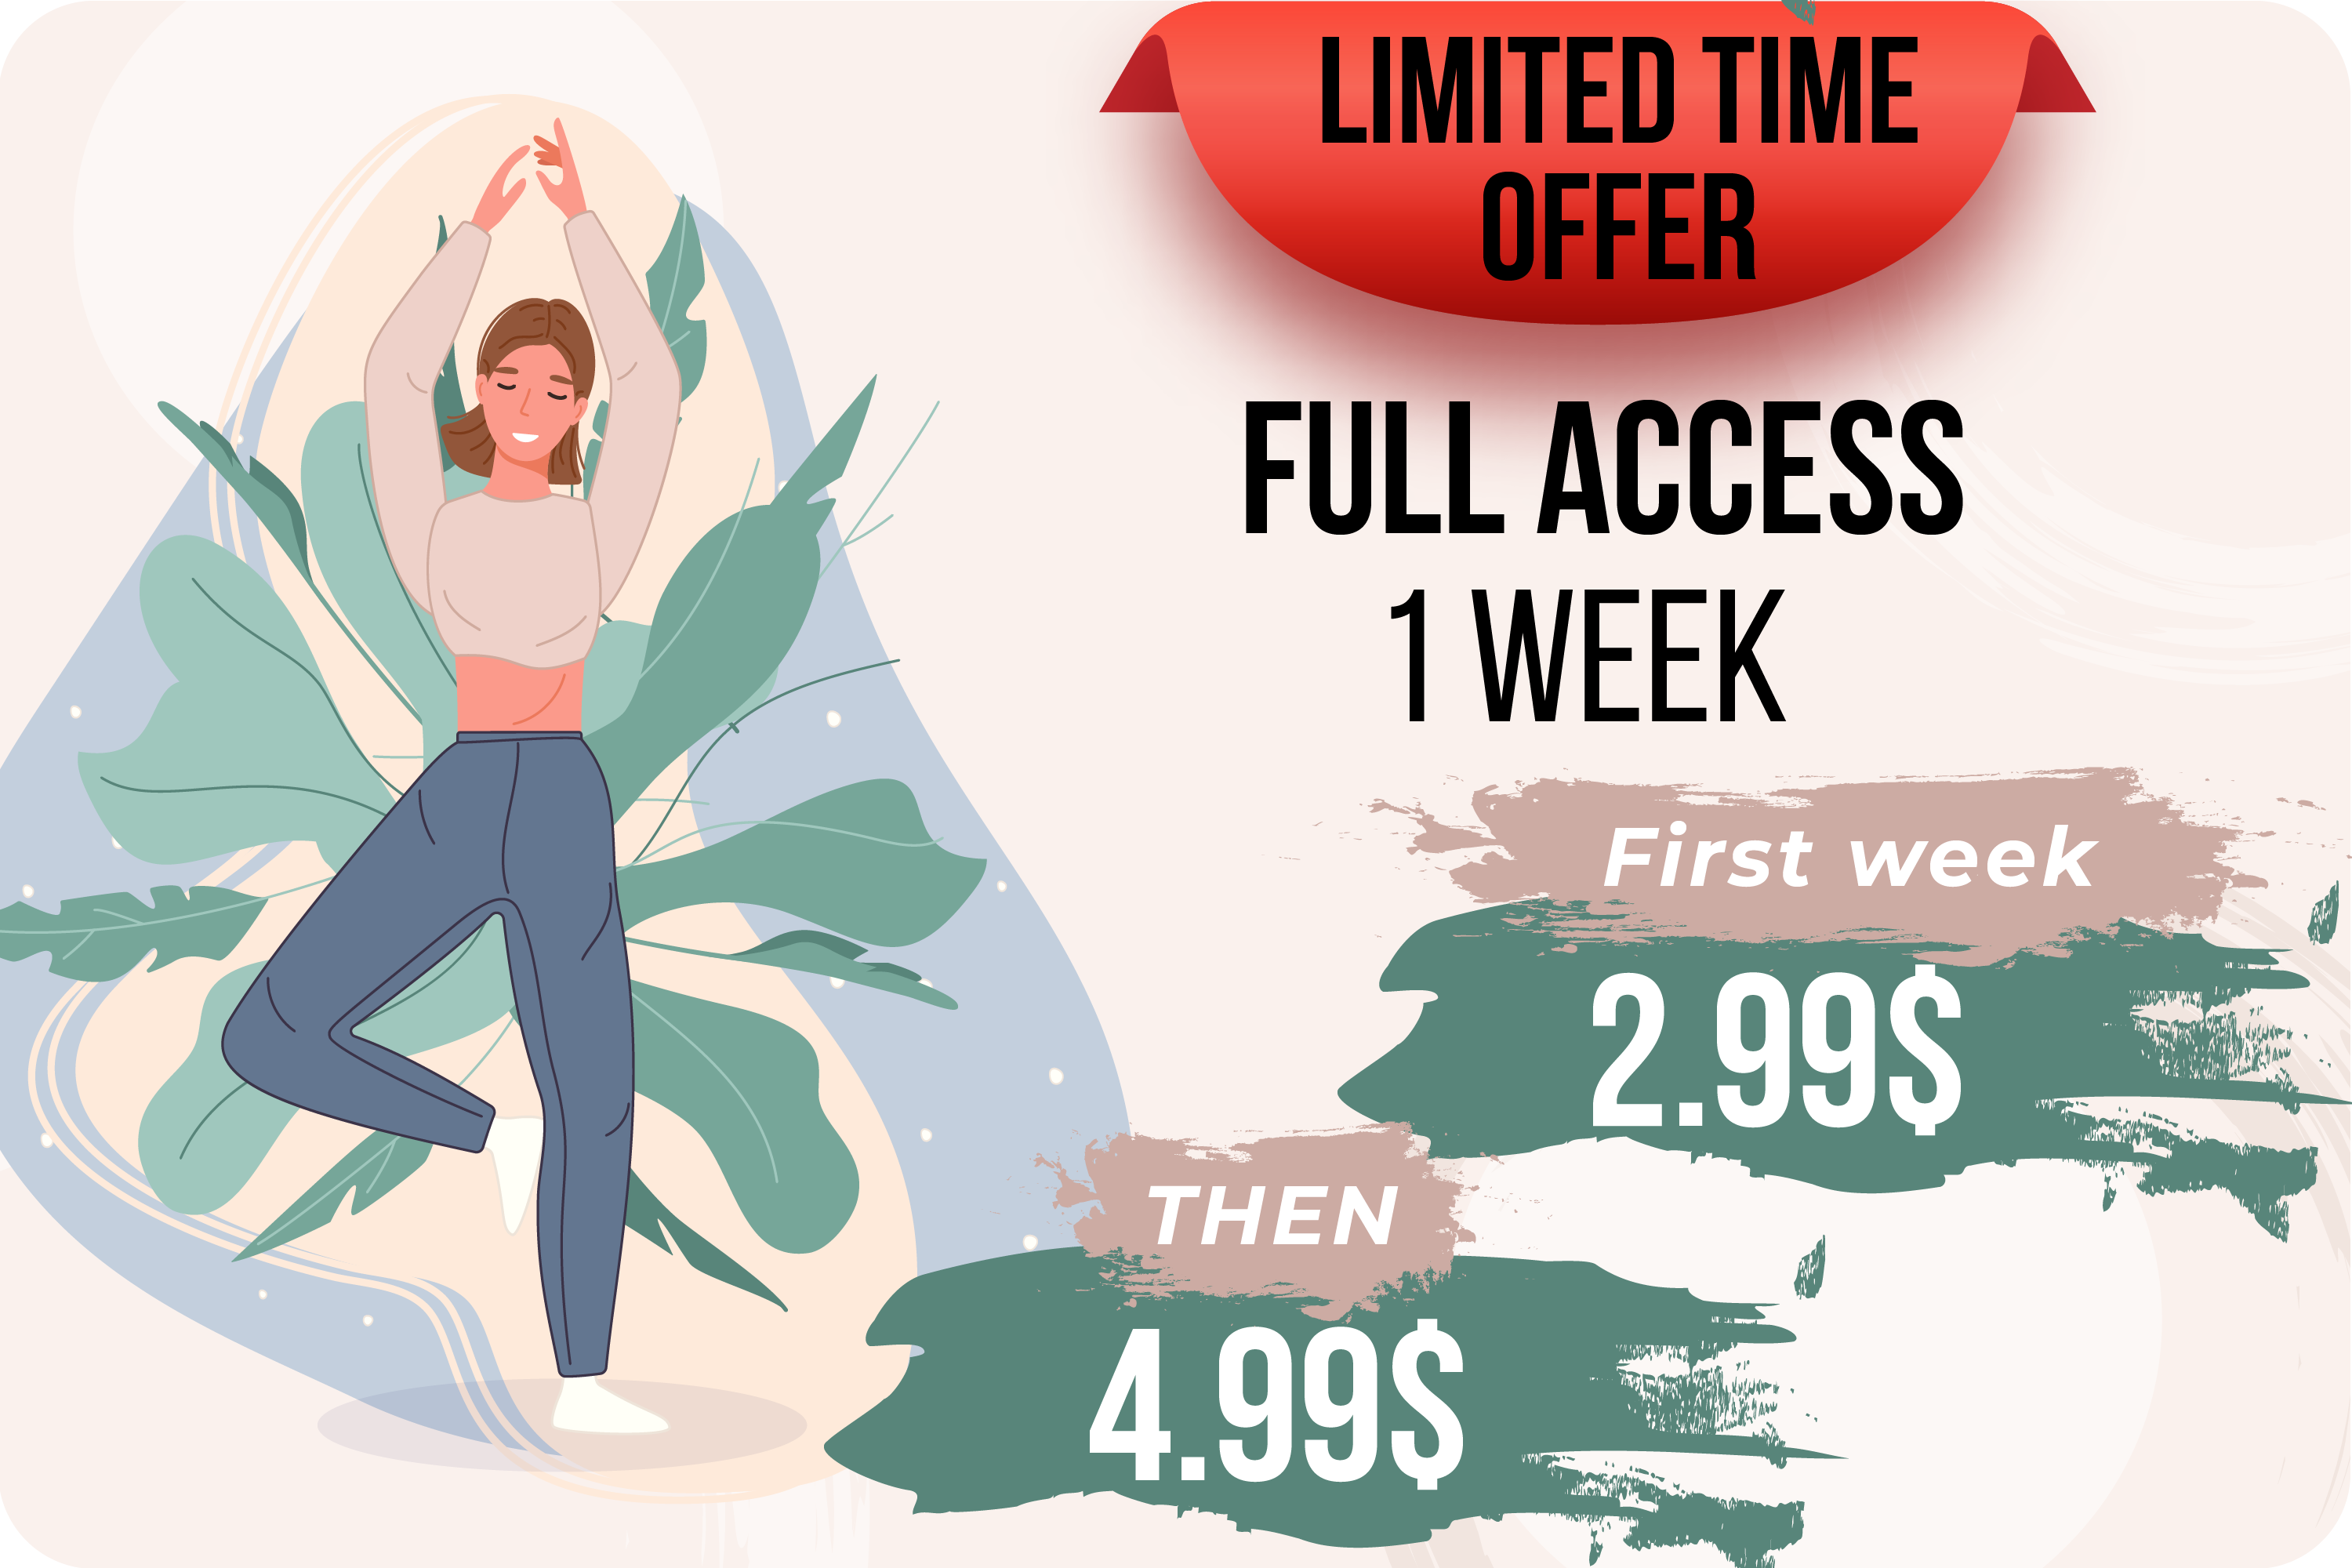 LIMITED TIME
OFFER
FULL ACCESS
1 WEEK
First week
2.99$
THEN
4.99$